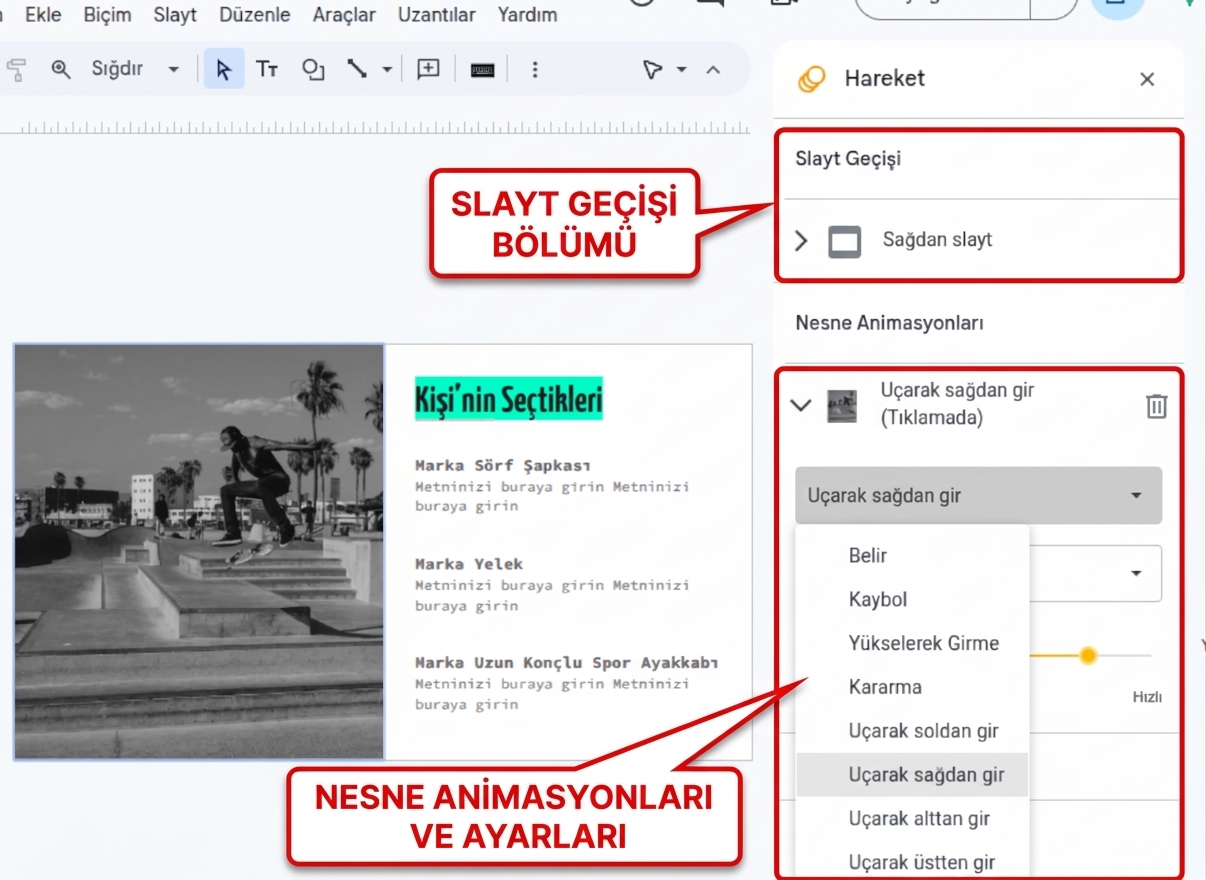 Ekle Biçim Slayt Düzenle Araçlar Uzantılar Yardım
Sığdır
Hareket
Slayt Geçişi
SLAYT GEÇİŞİ
BÖLÜMÜ
Sağdan slayt
Nesne Animasyonları
Uçarak sağdan gir
(Tıklamada)
Kişi'nin Seçtikleri
Marka Sörf Şapkası
Metninizi buraya girin Metninizi
buraya girin
Marka Yelek
Metninizi buraya girin Metninizi
buraya girin
Marka Uzun Konçlu Spor Ayakkabı
Metninizi buraya girin Metninizi
buraya girin
Uçarak sağdan gir
Belir
Kaybol
Yükselerek Girme
Kararma
Uçarak soldan gir
Uçarak sağdan gir
Uçarak alttan gir
Uçarak üstten gir
Hızlı
NESNE ANİMASYONLARI
VE AYARLARI